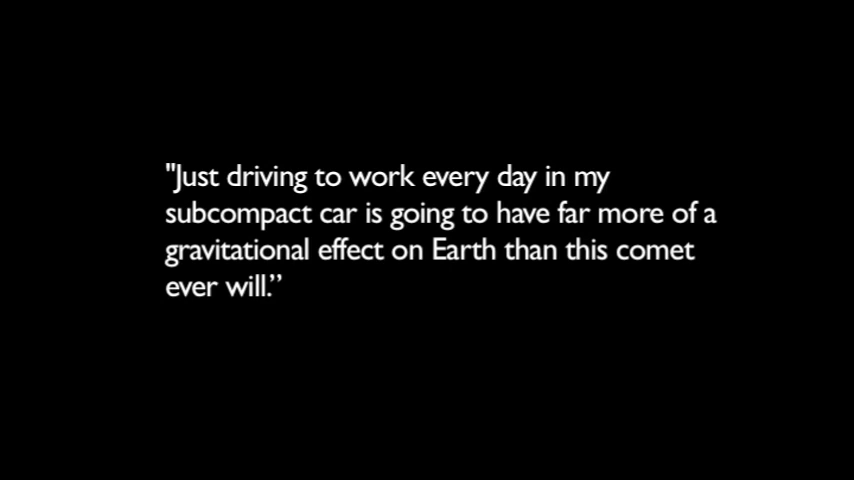 "Just driving to work every day in my
subcompact car is going to have far more of a
gravitational effect on Earth than this comet
ever will.”